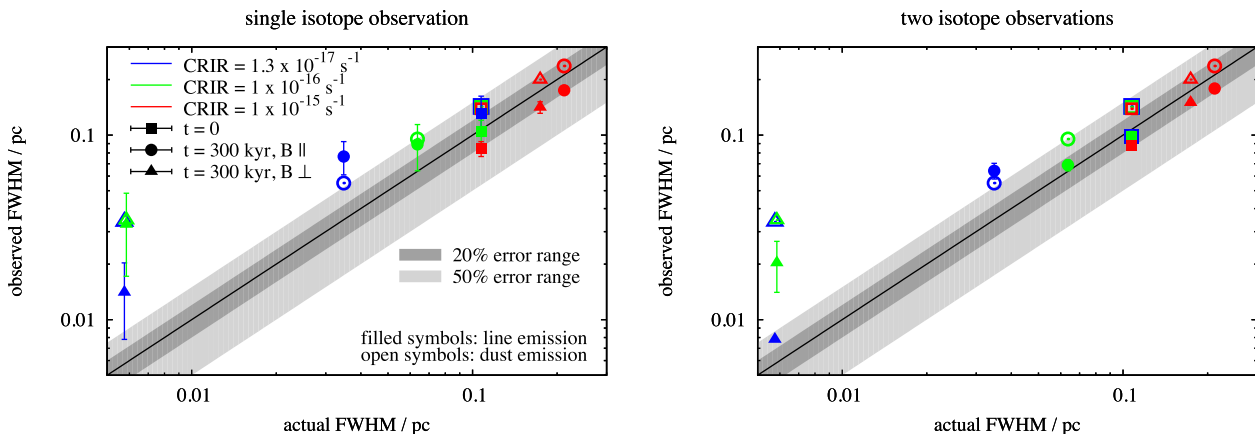 single isotope observation
CRIR = 1.3 x 10⁻¹⁷ s⁻¹
CRIR = 1 x 10⁻¹⁶ s⁻¹
CRIR = 1 x 10⁻¹⁵ s⁻¹
t = 0
t = 300 kyr, B ||
t = 300 kyr, B ⊥
20% error range
50% error range
filled symbols: line emission
open symbols: dust emission
observed FWHM / pc
0.1
0.01
0.01
0.1
actual FWHM / pc
two isotope observations
observed FWHM / pc
0.1
0.01
0.01
0.1
actual FWHM / pc